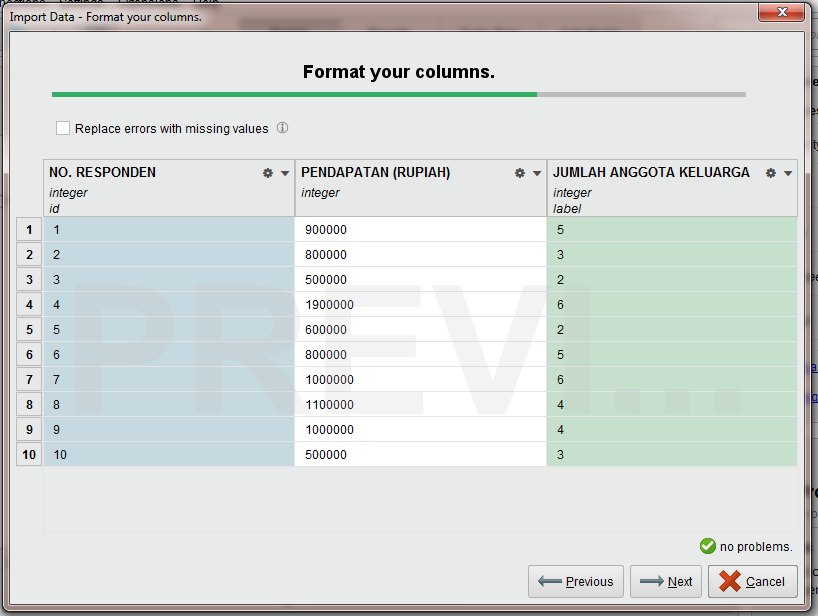 Import Data - Format your columns.
Format your columns.
Replace errors with missing values
NO. RESPONDEN PENDAPATAN (RUPIAH) JUMLAH ANGGOTA KELUARGA
integer integer integer
id label
1 1 900000 5
2 2 800000 3
3 3 500000 2
4 4 1900000 6
5 5 600000 2
6 6 800000 5
7 7 1000000 6
8 8 1100000 4
9 9 1000000 4
10 10 500000 3
PREVI...
no problems.
Previous Next Cancel